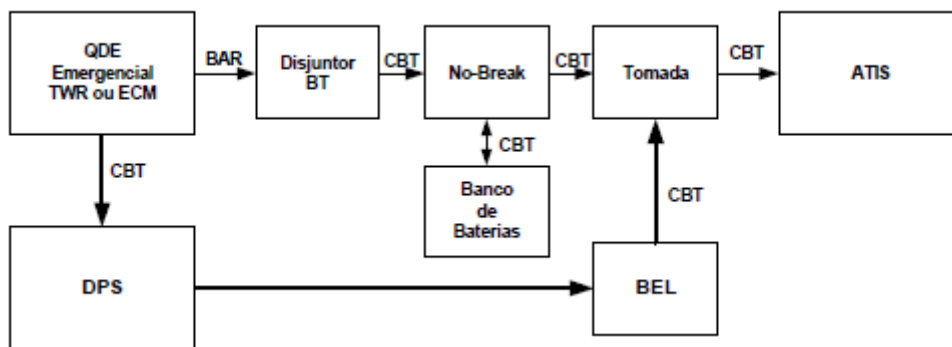 QDE
Emergencial
TWR ou ECM
BAR
Disjuntor
BT
CBT
No-Break
CBT
Tomada
CBT
ATIS
CBT
CBT
Banco
de
Baterias
CBT
DPS
BEL